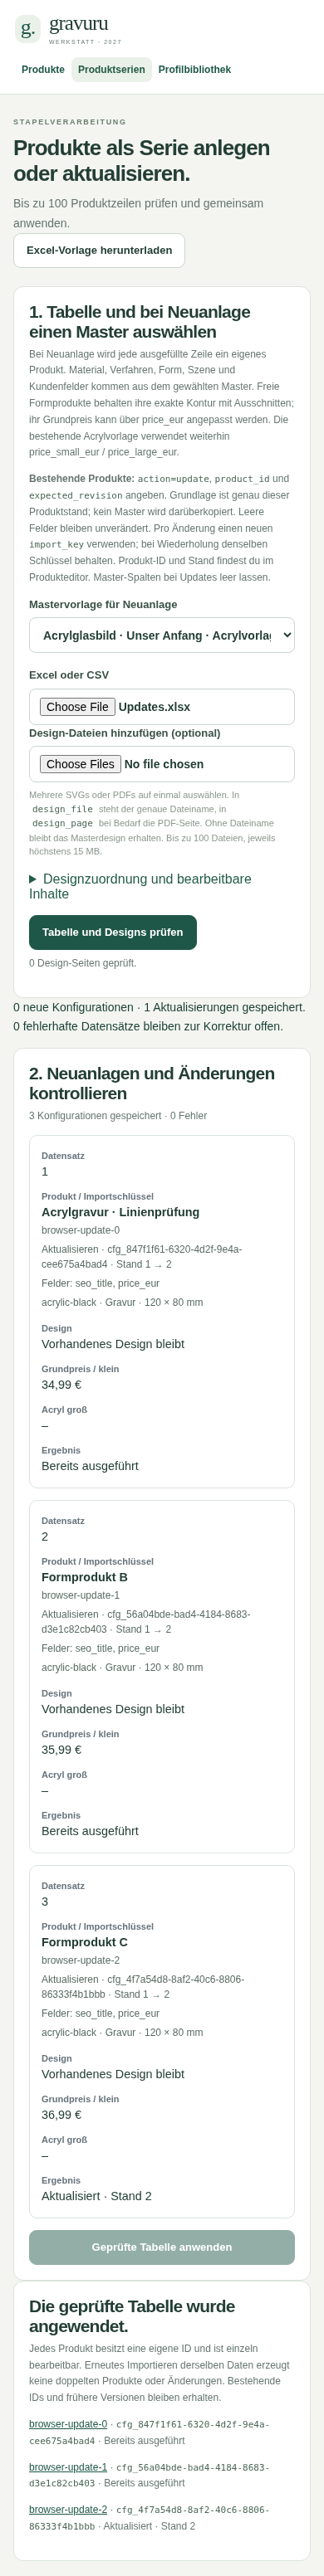 g. gravuru
WERKSTATT · 2027
Produkte Produktserien Profilbibliothek
STAPELVERARBEITUNG
Produkte als Serie anlegen
oder aktualisieren.
Bis zu 100 Produktzeilen prüfen und gemeinsam
anwenden.
Excel-Vorlage herunterladen
1. Tabelle und bei Neuanlage
einen Master auswählen
Bei Neuanlage wird jede ausgefüllte Zeile ein eigenes
Produkt. Material, Verfahren, Form, Szene und
Kundenfelder kommen aus dem gewählten Master. Freie
Formprodukte behalten ihre exakte Kontur mit Ausschnitten;
ihr Grundpreis kann über price_eur angepasst werden. Die
bestehende Acrylvorlage verwendet weiterhin
price_small_eur / price_large_eur.
Bestehende Produkte: action=update, product_id und
expected_revision angeben. Grundlage ist genau dieser
Produktstand; kein Master wird darüberkopiert. Leere
Felder bleiben unverändert. Pro Änderung einen neuen
import_key verwenden; bei Wiederholung denselben
Schlüssel behalten. Produkt-ID und Stand findest du im
Produkteditor. Master-Spalten bei Updates leer lassen.
Mastervorlage für Neuanlage
Acrylglasbild · Unser Anfang · Acrylvorlag
Excel oder CSV
Choose File Updates.xlsx
Design-Dateien hinzufügen (optional)
Choose Files No file chosen
Mehrere SVGs oder PDFs auf einmal auswählen. In
design_file steht der genaue Dateiname, in
design_page bei Bedarf die PDF-Seite. Ohne Dateiname
bleibt das Masterdesign erhalten. Bis zu 100 Dateien, jeweils
höchstens 15 MB.
Designzuordnung und bearbeitbare
Inhalte
Tabelle und Designs prüfen
0 Design-Seiten geprüft.
0 neue Konfigurationen · 1 Aktualisierungen gespeichert.
0 fehlerhafte Datensätze bleiben zur Korrektur offen.
2. Neuanlagen und Änderungen
kontrollieren
3 Konfigurationen gespeichert · 0 Fehler
Datensatz
1
Produkt / Importschlüssel
Acrylgravur · Linienprüfung
browser-update-0
Aktualisieren · cfg_847f1f61-6320-4d2f-9e4a-
cee675a4bad4 · Stand 1 → 2
Felder: seo_title, price_eur
acrylic-black · Gravur · 120 × 80 mm
Design
Vorhandenes Design bleibt
Grundpreis / klein
34,99 €
Acryl groß
–
Ergebnis
Bereits ausgeführt
Datensatz
2
Produkt / Importschlüssel
Formprodukt B
browser-update-1
Aktualisieren · cfg_56a04bde-bad4-4184-8683-
d3e1c82cb403 · Stand 1 → 2
Felder: seo_title, price_eur
acrylic-black · Gravur · 120 × 80 mm
Design
Vorhandenes Design bleibt
Grundpreis / klein
35,99 €
Acryl groß
–
Ergebnis
Bereits ausgeführt
Datensatz
3
Produkt / Importschlüssel
Formprodukt C
browser-update-2
Aktualisieren · cfg_4f7a54d8-8af2-40c6-8806-
86333f4b1bbb · Stand 1 → 2
Felder: seo_title, price_eur
acrylic-black · Gravur · 120 × 80 mm
Design
Vorhandenes Design bleibt
Grundpreis / klein
36,99 €
Acryl groß
–
Ergebnis
Aktualisiert · Stand 2
Geprüfte Tabelle anwenden
Die geprüfte Tabelle wurde
angewendet.
Jedes Produkt besitzt eine eigene ID und ist einzeln
bearbeitbar. Erneutes Importieren derselben Daten erzeugt
keine doppelten Produkte oder Änderungen. Bestehende
IDs und frühere Versionen bleiben erhalten.
browser-update-0 · cfg_847f1f61-6320-4d2f-9e4a-
cee675a4bad4 · Bereits ausgeführt
browser-update-1 · cfg_56a04bde-bad4-4184-8683-
d3e1c82cb403 · Bereits ausgeführt
browser-update-2 · cfg_4f7a54d8-8af2-40c6-8806-
86333f4b1bbb · Aktualisiert · Stand 2